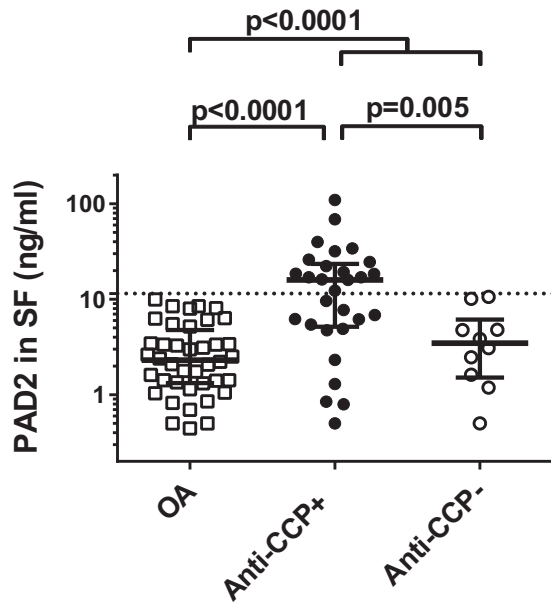 p<0.0001
p<0.0001 p=0.005
PAD2 in SF (ng/ml)
100
10
1
OA
Anti-CCP+
Anti-CCP-